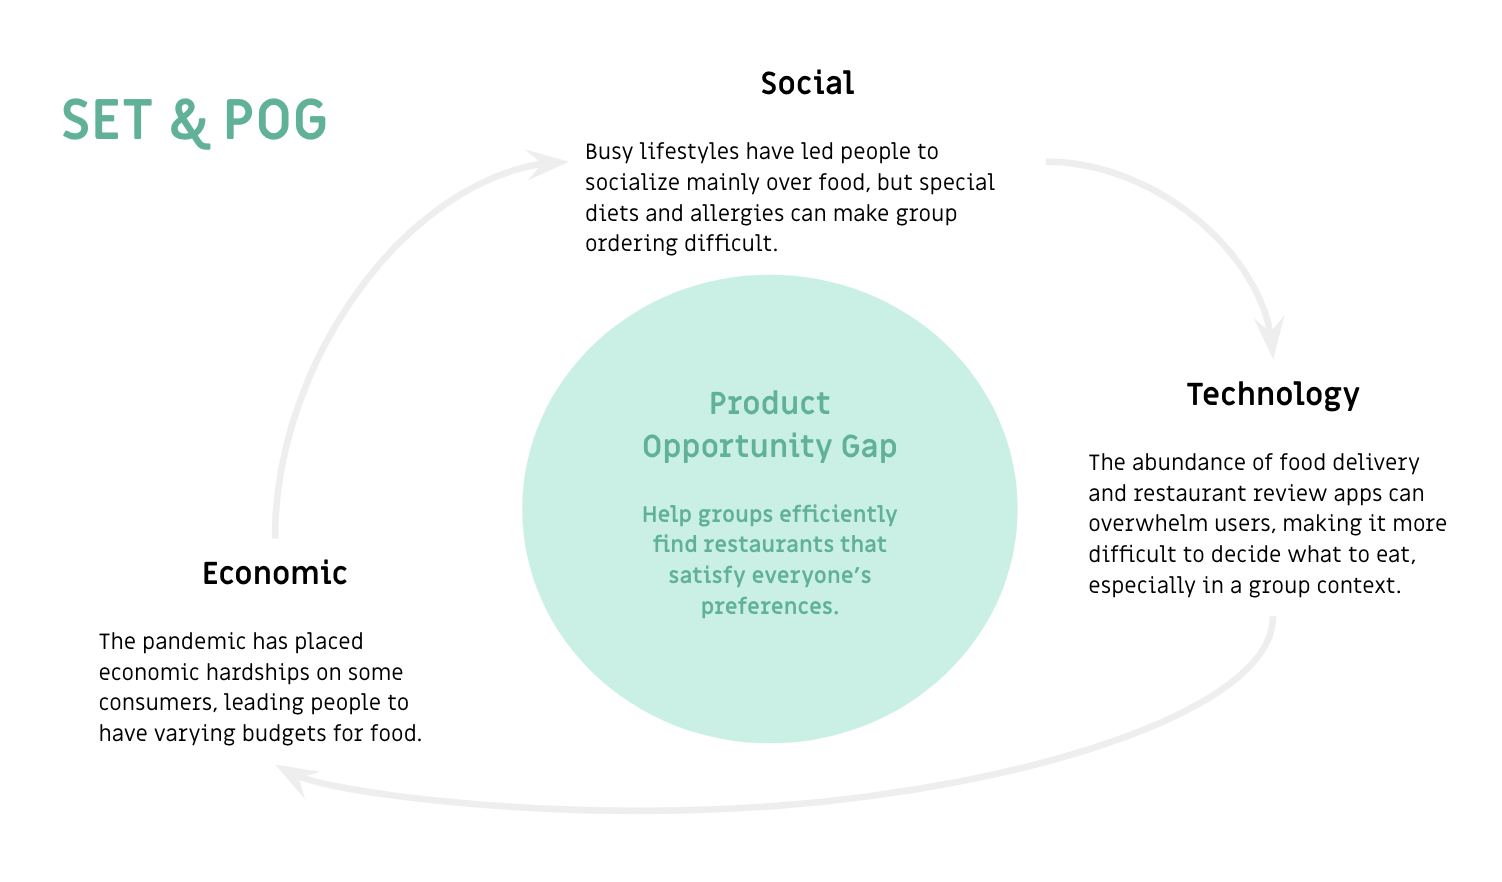 SET & POG
Social
Busy lifestyles have led people to
socialize mainly over food, but special
diets and allergies can make group
ordering difficult.
Technology
The abundance of food delivery
and restaurant review apps can
overwhelm users, making it more
difficult to decide what to eat,
especially in a group context.
Economic
The pandemic has placed
economic hardships on some
consumers, leading people to
have varying budgets for food.
Product
Opportunity Gap
Help groups efficiently
find restaurants that
satisfy everyone’s
preferences.